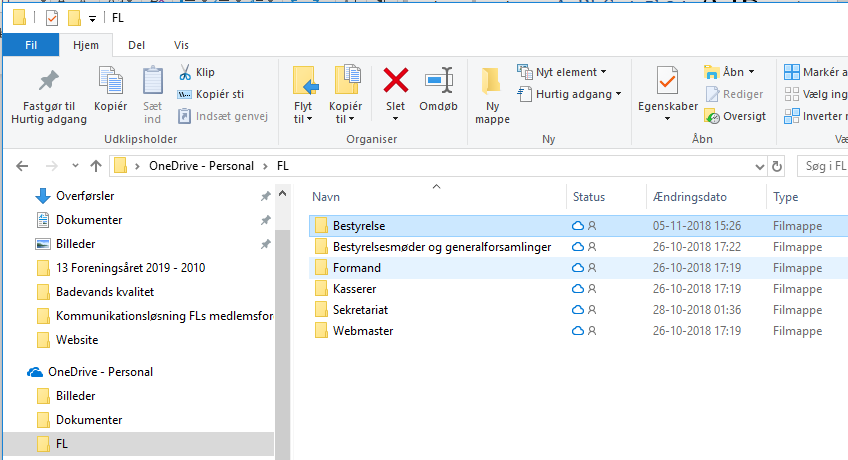 FL
Fil Hjem Del Vis
Fastgør til
Hurtig adgang
Kopiér
Sæt
ind
Klip
Kopiér sti
Indsæt genvej
Udklipsholder
Flyt
til
Kopiér
til
Slet
Omdøb
Organiser
Ny
mappe
Nyt element
Hurtig adgang
Ny
Egenskaber
Åbn
Rediger
Oversigt
Åbn
Markér a
Vælg ing
Inverter n
OneDrive - Personal FL
Søg i FL
Overførsler
Dokumenter
Billeder
13 Foreningsåret 2019 - 2010
Badevands kvalitet
Kommunikationsløsning FLs medlemsfor
Website
OneDrive - Personal
Billeder
Dokumenter
FL
Navn Status Ændringsdato Type
Bestyrelse 05-11-2018 15:26 Filmappe
Bestyrelsesmøder og generalforsamlinger 26-10-2018 17:22 Filmappe
Formand 26-10-2018 17:19 Filmappe
Kasserer 26-10-2018 17:19 Filmappe
Sekretariat 28-10-2018 01:36 Filmappe
Webmaster 26-10-2018 17:19 Filmappe